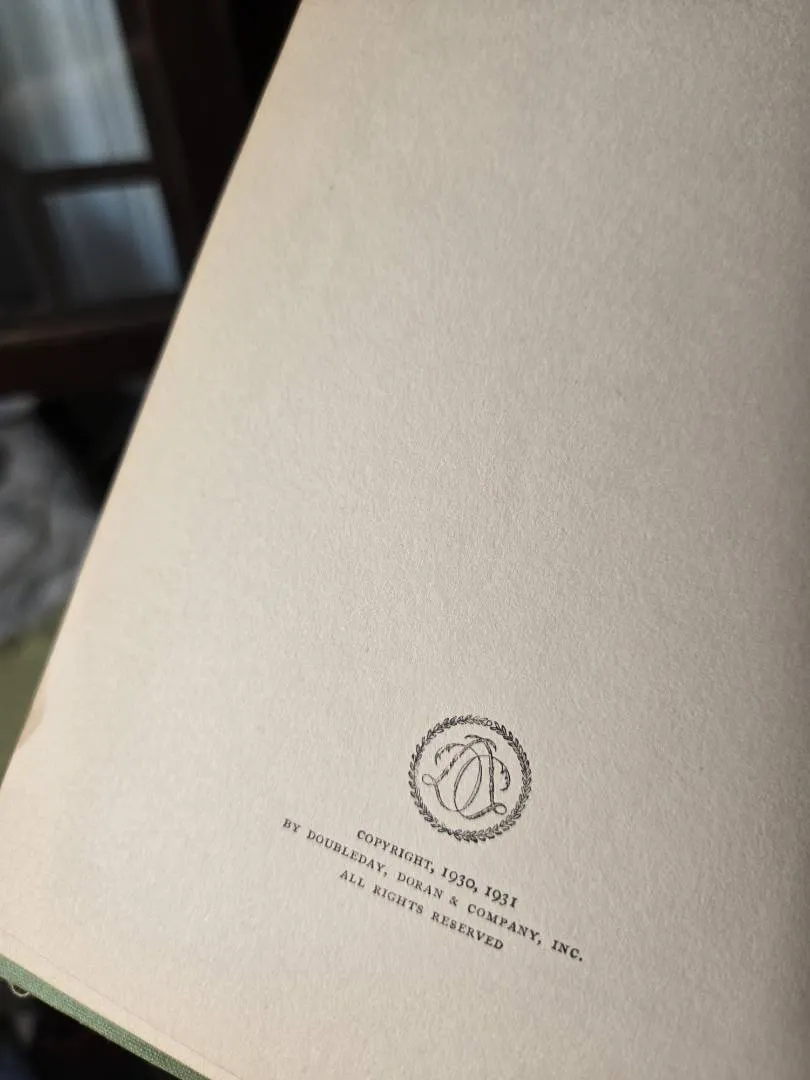 COPYRIGHT, 1930, 1931
BY DOUBLEDAY, DORAN & COMPANY, INC.
ALL RIGHTS RESERVED